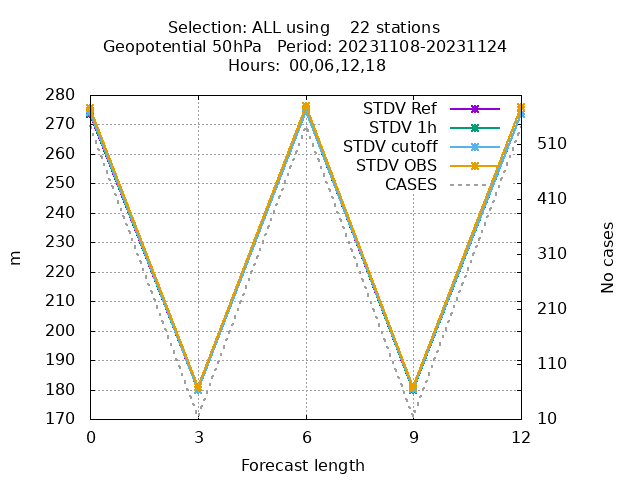 Selection: ALL using    22 stations
Geopotential 50hPa   Period: 20231108-20231124
Hours: 00,06,12,18
STDV Ref
STDV 1h
STDV cutoff
STDV OBS
CASES
280
270
260
250
240
230
220
210
200
190
180
170
m
510
410
310
210
110
10
No cases
0 3 6 9 12
Forecast length